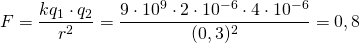 F = \frac{kq_1 \cdot q_2}{r^2} = \frac{9 \cdot 10^9 \cdot 2 \cdot 10^{-6} \cdot 4 \cdot 10^{-6}}{(0,3)^2} = 0,8